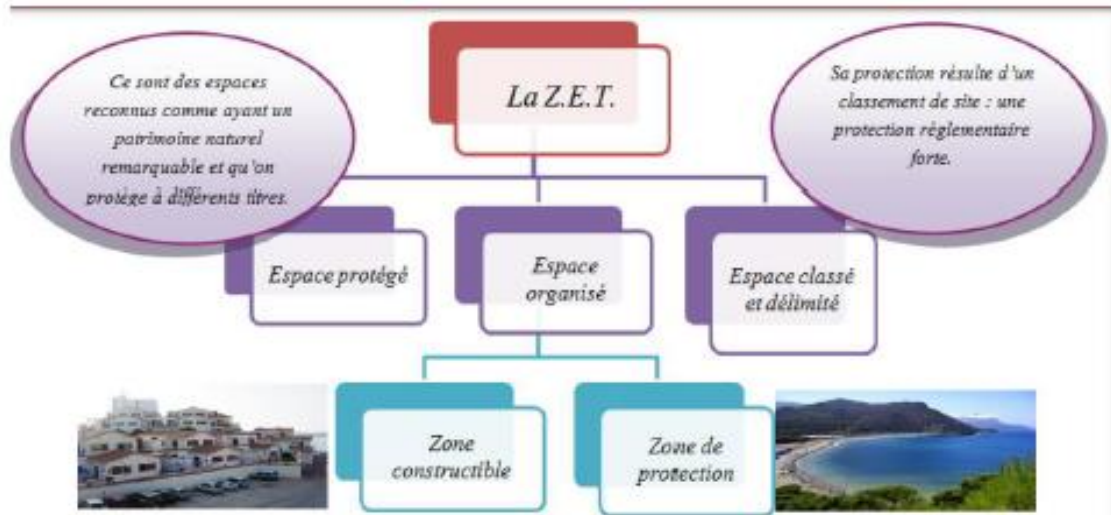 La Z.E.T.
Ce sont des espaces
reconnus comme ayant un
patrimoine naturel
remarquable et qu'on
protège à différents titres.
Sa protection résulte d'un
classement de site : une
protection réglementaire
forte.
Espace protégé
Espace
organisé
Espace classé
et délimité
Zone
constructible
Zone de
protection